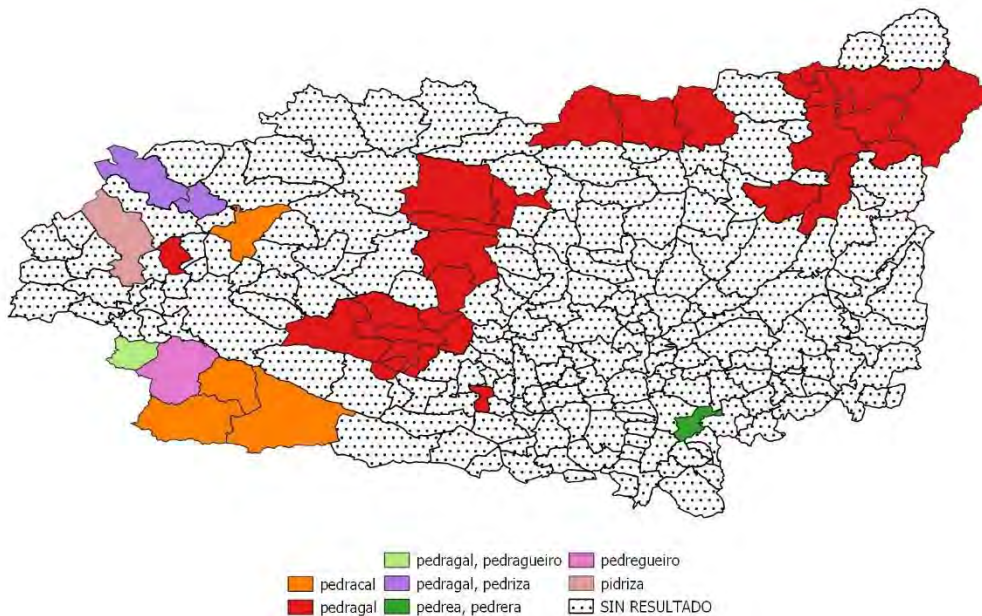 pedragal, pedragueiro pedregueiro
pedracal pedragal, pedriza pidriza
pedragal pedrea, pedrera SIN RESULTADO